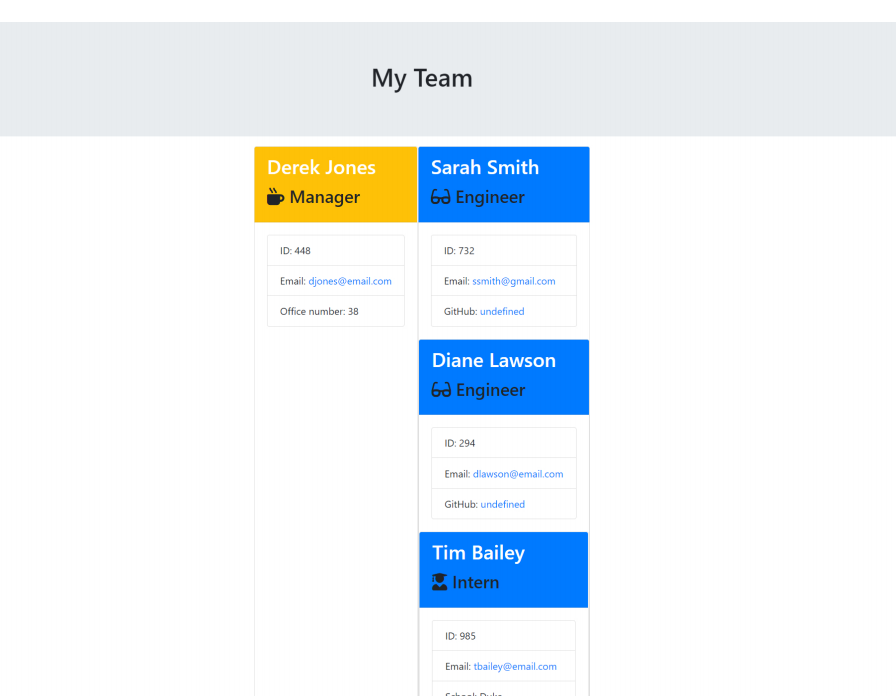 My Team
Derek Jones
Manager
ID: 448
Email: djones@email.com
Office number: 38
Sarah Smith
Engineer
ID: 732
Email: ssmith@gmail.com
GitHub: undefined
Diane Lawson
Engineer
ID: 294
Email: dlawson@email.com
GitHub: undefined
Tim Bailey
Intern
ID: 985
Email: tbailey@email.com
School: Duke